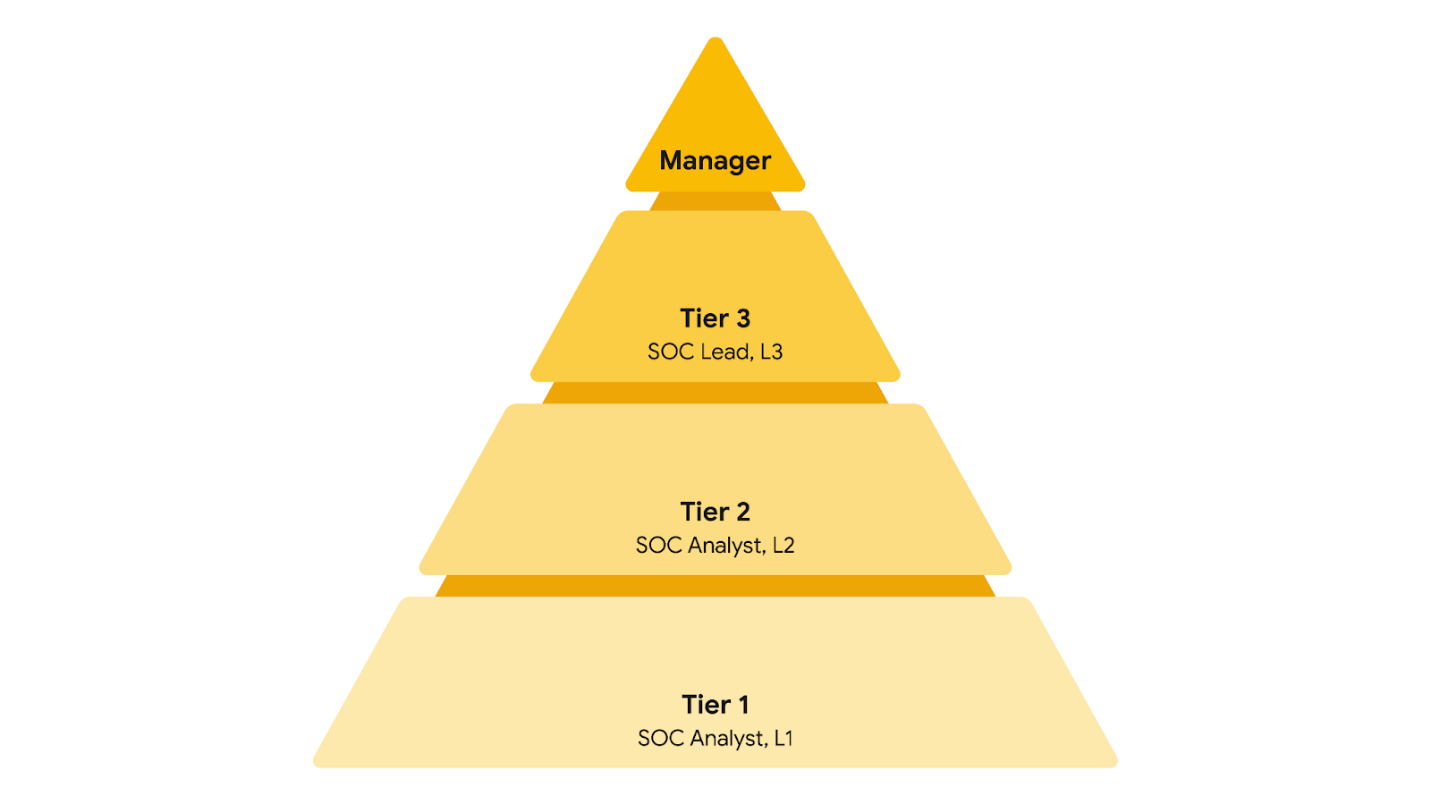 Manager
Tier 3
SOC Lead, L3
Tier 2
SOC Analyst, L2
Tier 1
SOC Analyst, L1